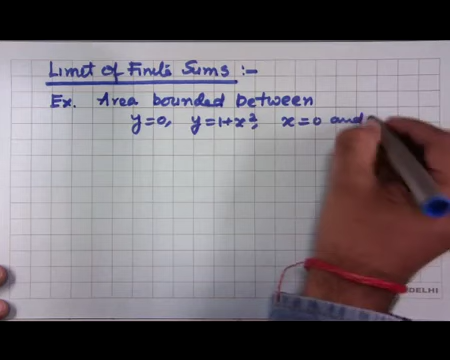 Limit of Finite Sums :-
Ex. Area bounded between
y=0, y=1+x², x=0 and
DELHI